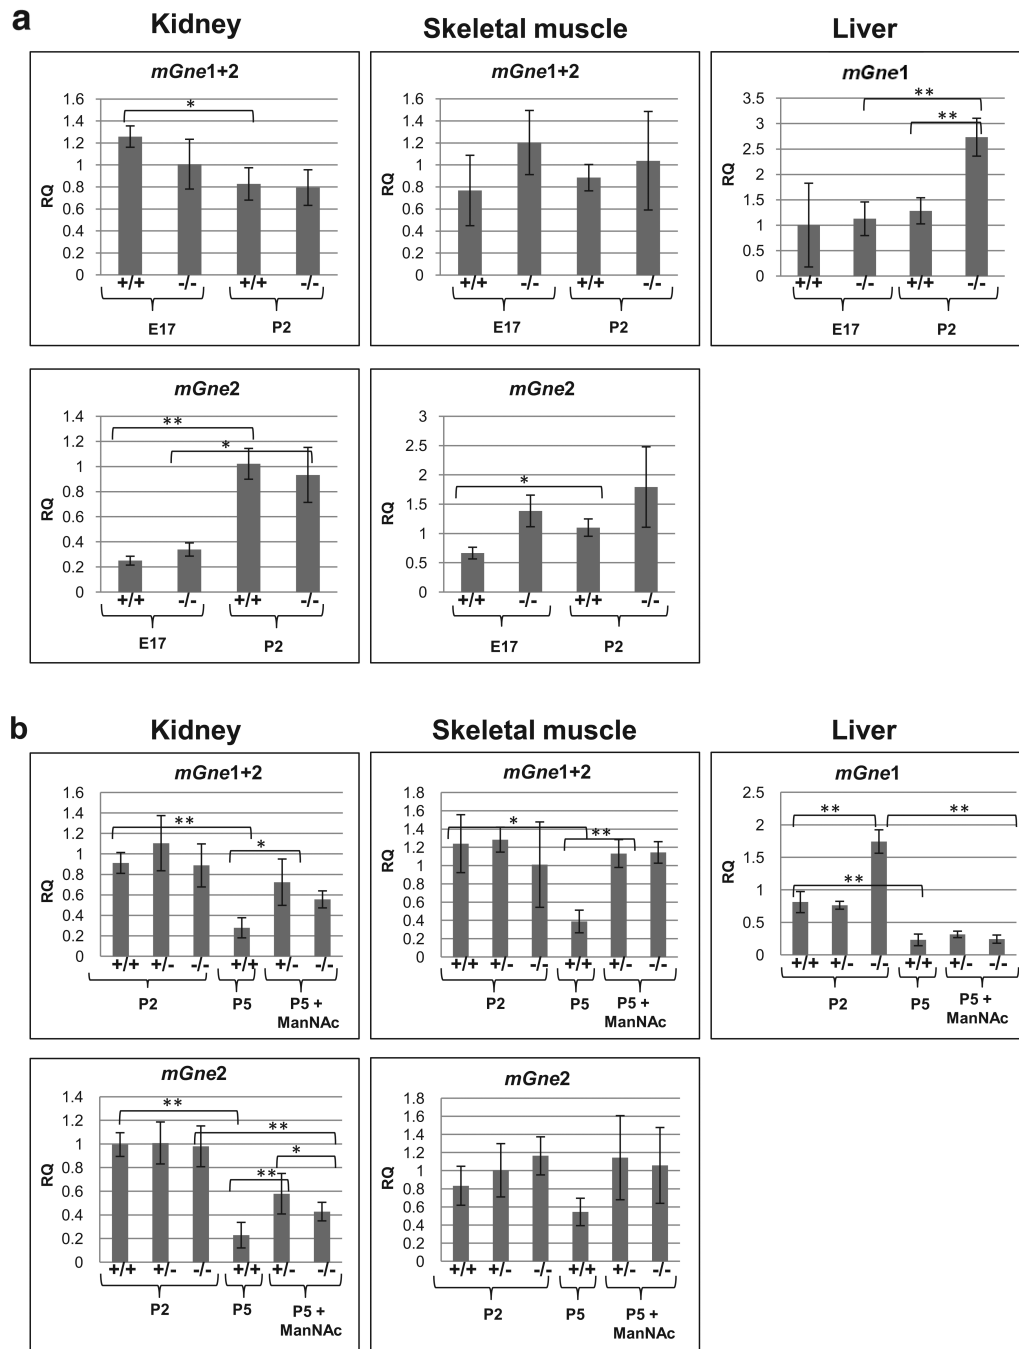 a
Kidney
Skeletal muscle
Liver
mGne1+2
RQ
1.6
1.4
1.2
1
0.8
0.6
0.4
0.2
0
*
+/+ -/- +/+ -/-
E17 P2
mGne1+2
RQ
1.6
1.4
1.2
1
0.8
0.6
0.4
0.2
0
+/+ -/- +/+ -/-
E17 P2
mGne1
RQ
3.5
3
2.5
2
1.5
1
0.5
0
**
**
+/+ -/- +/+ -/-
E17 P2
mGne2
RQ
1.4
1.2
1
0.8
0.6
0.4
0.2
0
**
*
+/+ -/- +/+ -/-
E17 P2
mGne2
RQ
3
2.5
2
1.5
1
0.5
0
*
+/+ -/- +/+ -/-
E17 P2
b
Kidney
Skeletal muscle
Liver
mGne1+2
RQ
1.6
1.4
1.2
1
0.8
0.6
0.4
0.2
0
**
*
+/+ +/- -/- +/+ +/- -/-
P2 P5 P5 +
ManNAc
mGne1+2
RQ
1.8
1.6
1.4
1.2
1
0.8
0.6
0.4
0.2
0
*
**
+/+ +/- -/- +/+ +/- -/-
P2 P5 P5 +
ManNAc
mGne1
RQ
2.5
2
1.5
1
0.5
0
** **
**
+/+ +/- -/- +/+ +/- -/-
P2 P5 P5 +
ManNAc
mGne2
RQ
1.4
1.2
1
0.8
0.6
0.4
0.2
0
**
**
*
**
+/+ +/- -/- +/+ +/- -/-
P2 P5 P5 +
ManNAc
mGne2
RQ
1.8
1.6
1.4
1.2
1
0.8
0.6
0.4
0.2
0
+/+ +/- -/- +/+ +/- -/-
P2 P5 P5 +
ManNAc